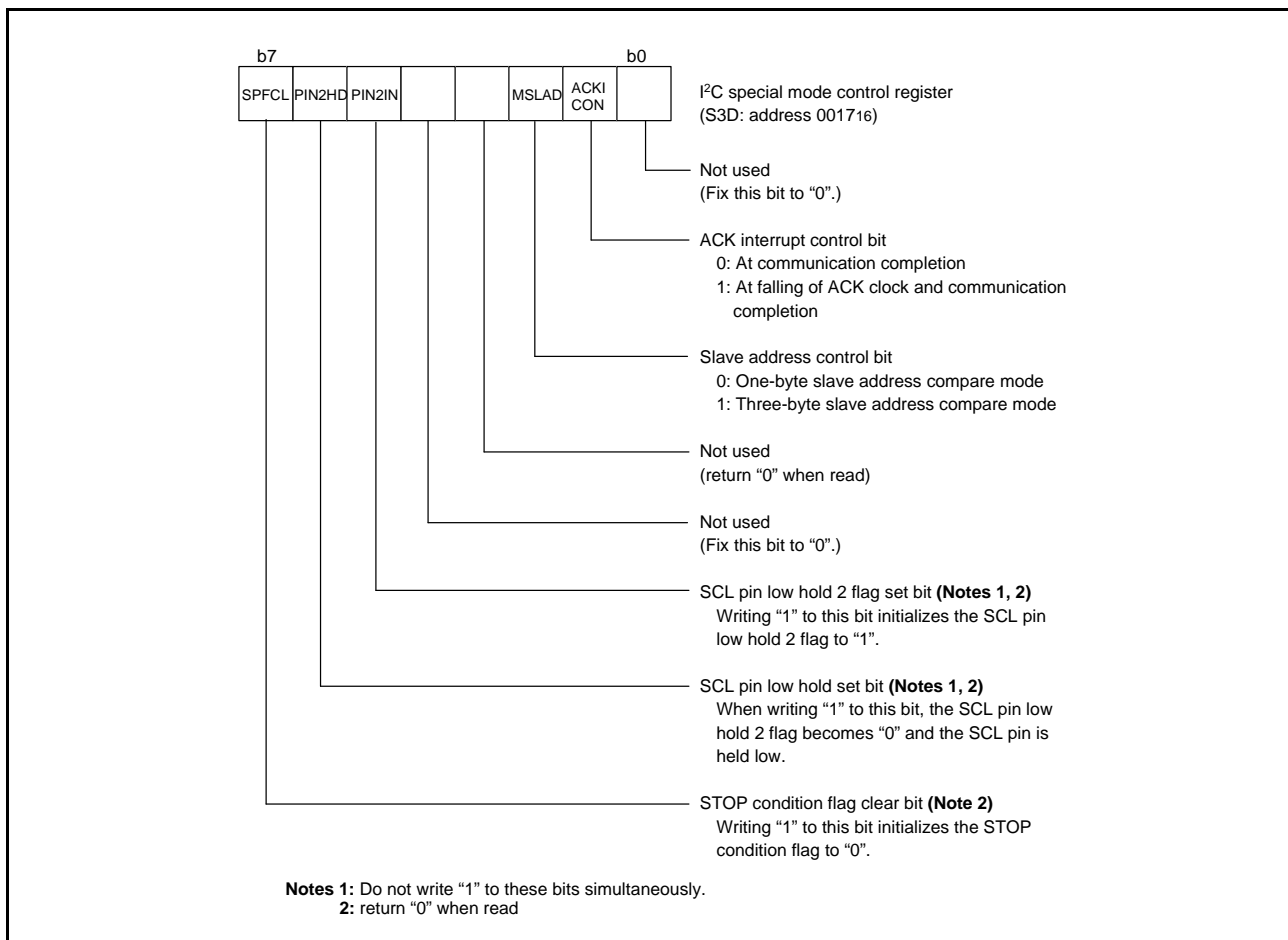 b7 b0
SPFCL PIN2HD PIN2IN MSLAD ACKI
CON
I²C special mode control register
(S3D: address 001716)
Not used
(Fix this bit to “0”.)
ACK interrupt control bit
0: At communication completion
1: At falling of ACK clock and communication
completion
Slave address control bit
0: One-byte slave address compare mode
1: Three-byte slave address compare mode
Not used
(return “0” when read)
Not used
(Fix this bit to “0”.)
SCL pin low hold 2 flag set bit (Notes 1, 2)
Writing “1” to this bit initializes the SCL pin
low hold 2 flag to “1”.
SCL pin low hold set bit (Notes 1, 2)
When writing “1” to this bit, the SCL pin low
hold 2 flag becomes “0” and the SCL pin is
held low.
STOP condition flag clear bit (Note 2)
Writing “1” to this bit initializes the STOP
condition flag to “0”.
Notes 1: Do not write “1” to these bits simultaneously.
2: return “0” when read